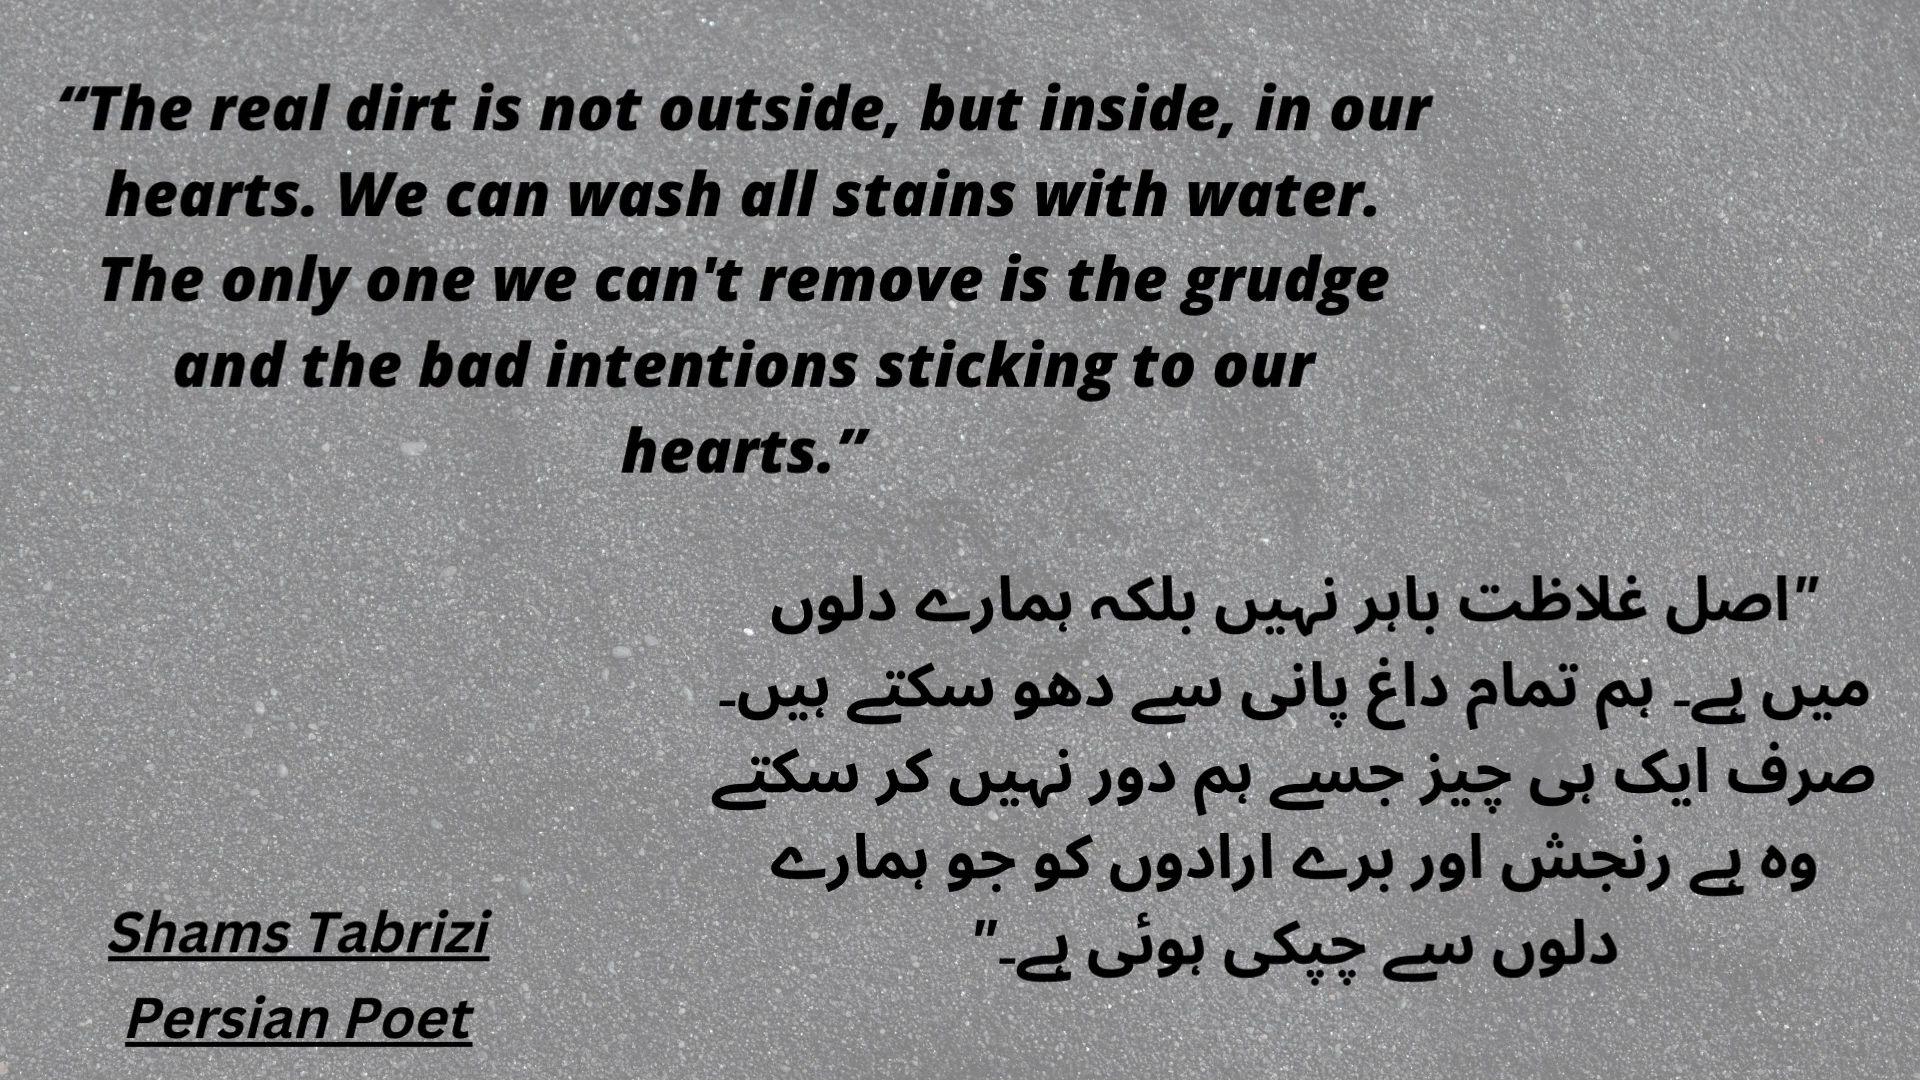 “The real dirt is not outside, but inside, in our
hearts. We can wash all stains with water.
The only one we can't remove is the grudge
and the bad intentions sticking to our
hearts.”
"اصل غلاظت باہر نہیں بلکہ ہمارے دلوں
میں ہے۔ ہم تمام داغ پانی سے دھو سکتے ہیں۔
صرف ایک ہی چیز جسے ہم دور نہیں کر سکتے
وہ ہے رنجش اور برے ارادوں کو جو ہمارے
دلوں سے چپکی ہوئی ہے۔"
Shams Tabrizi
Persian Poet